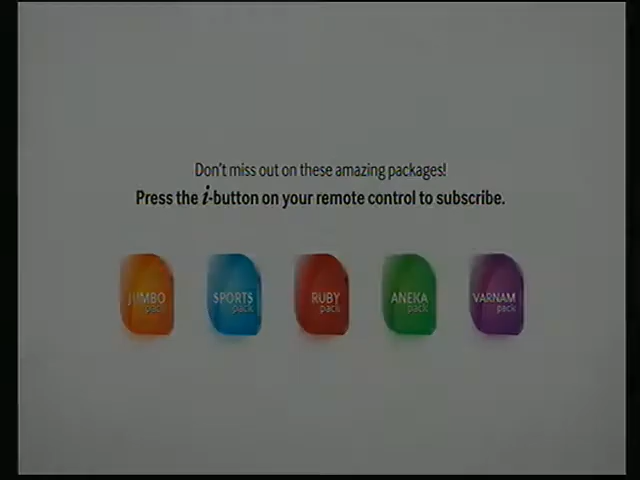 Don't miss out on these amazing packages!
Press the i-button on your remote control to subscribe.
JUMBO
pack
SPORTS
pack
RUBY
pack
ANEKA
pack
VARNAM
pack